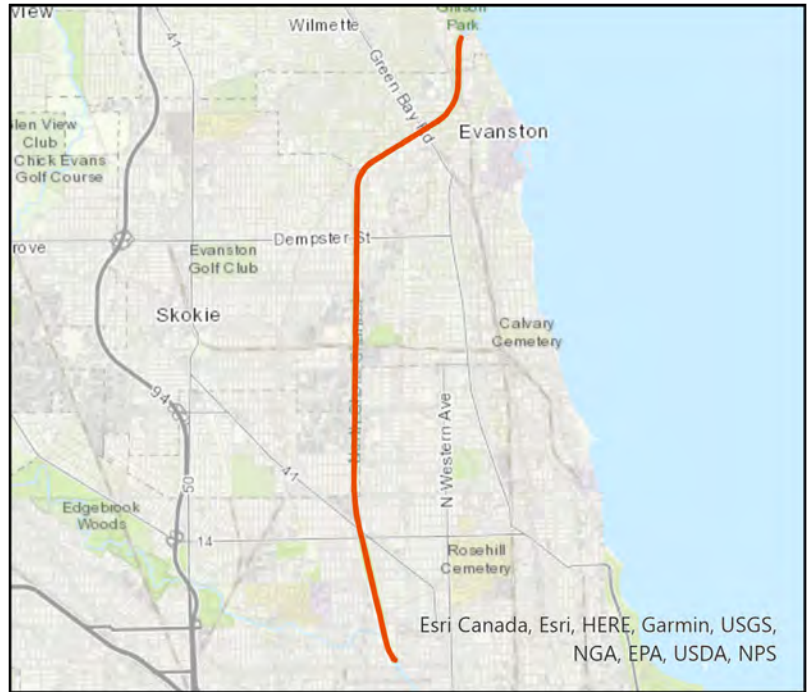 view
Wilmette
Gillson
Park
41
Green Bay Rd
Evanston
Glen View
Club
Chick Evans
Golf Course
rove
Dempster St
Evanston
Golf Club
Skokie
Calvary
Cemetery
94
N Western Ave
50
41
Edgebrook
Woods
14
Rosehill
Cemetery
Esri Canada, Esri, HERE, Garmin, USGS,
NGA, EPA, USDA, NPS